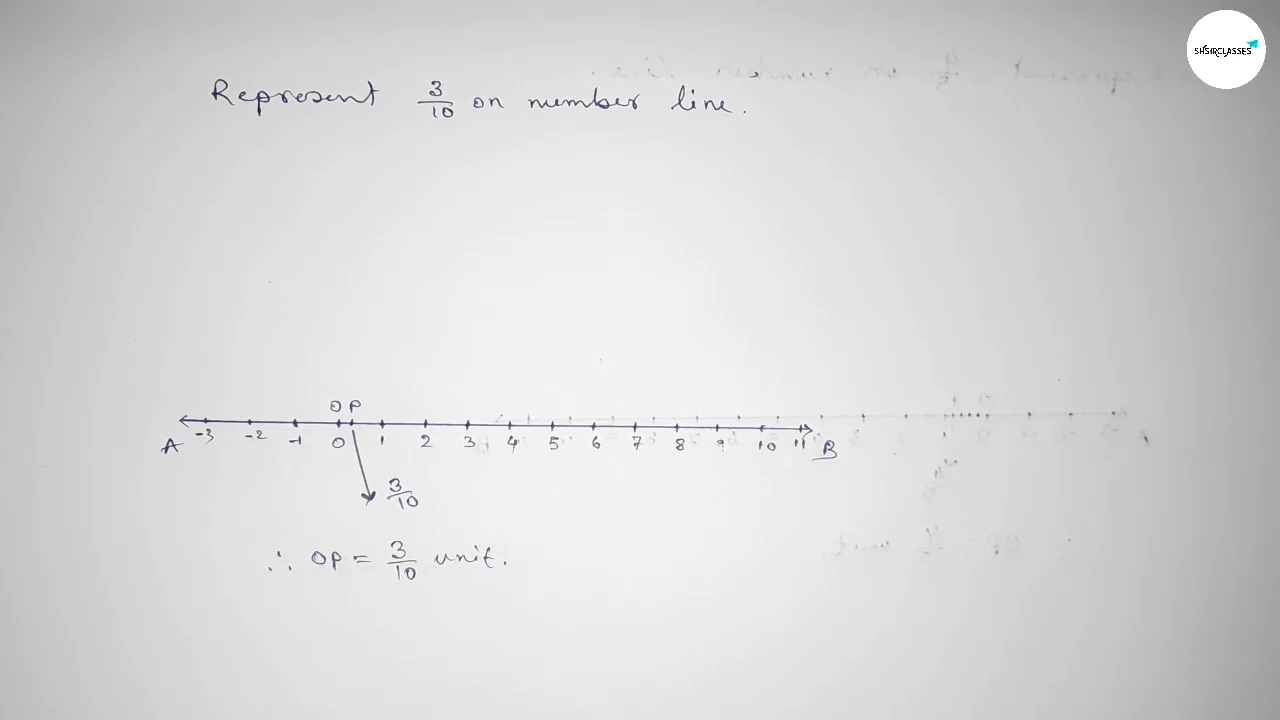 SHSIRCLASSES
Represent 3/10 on number line.
O P
A -3 -2 -1 0 1 2 3 4 5 6 7 8 9 10 11 B
3/10
∴ OP = 3/10 unit.